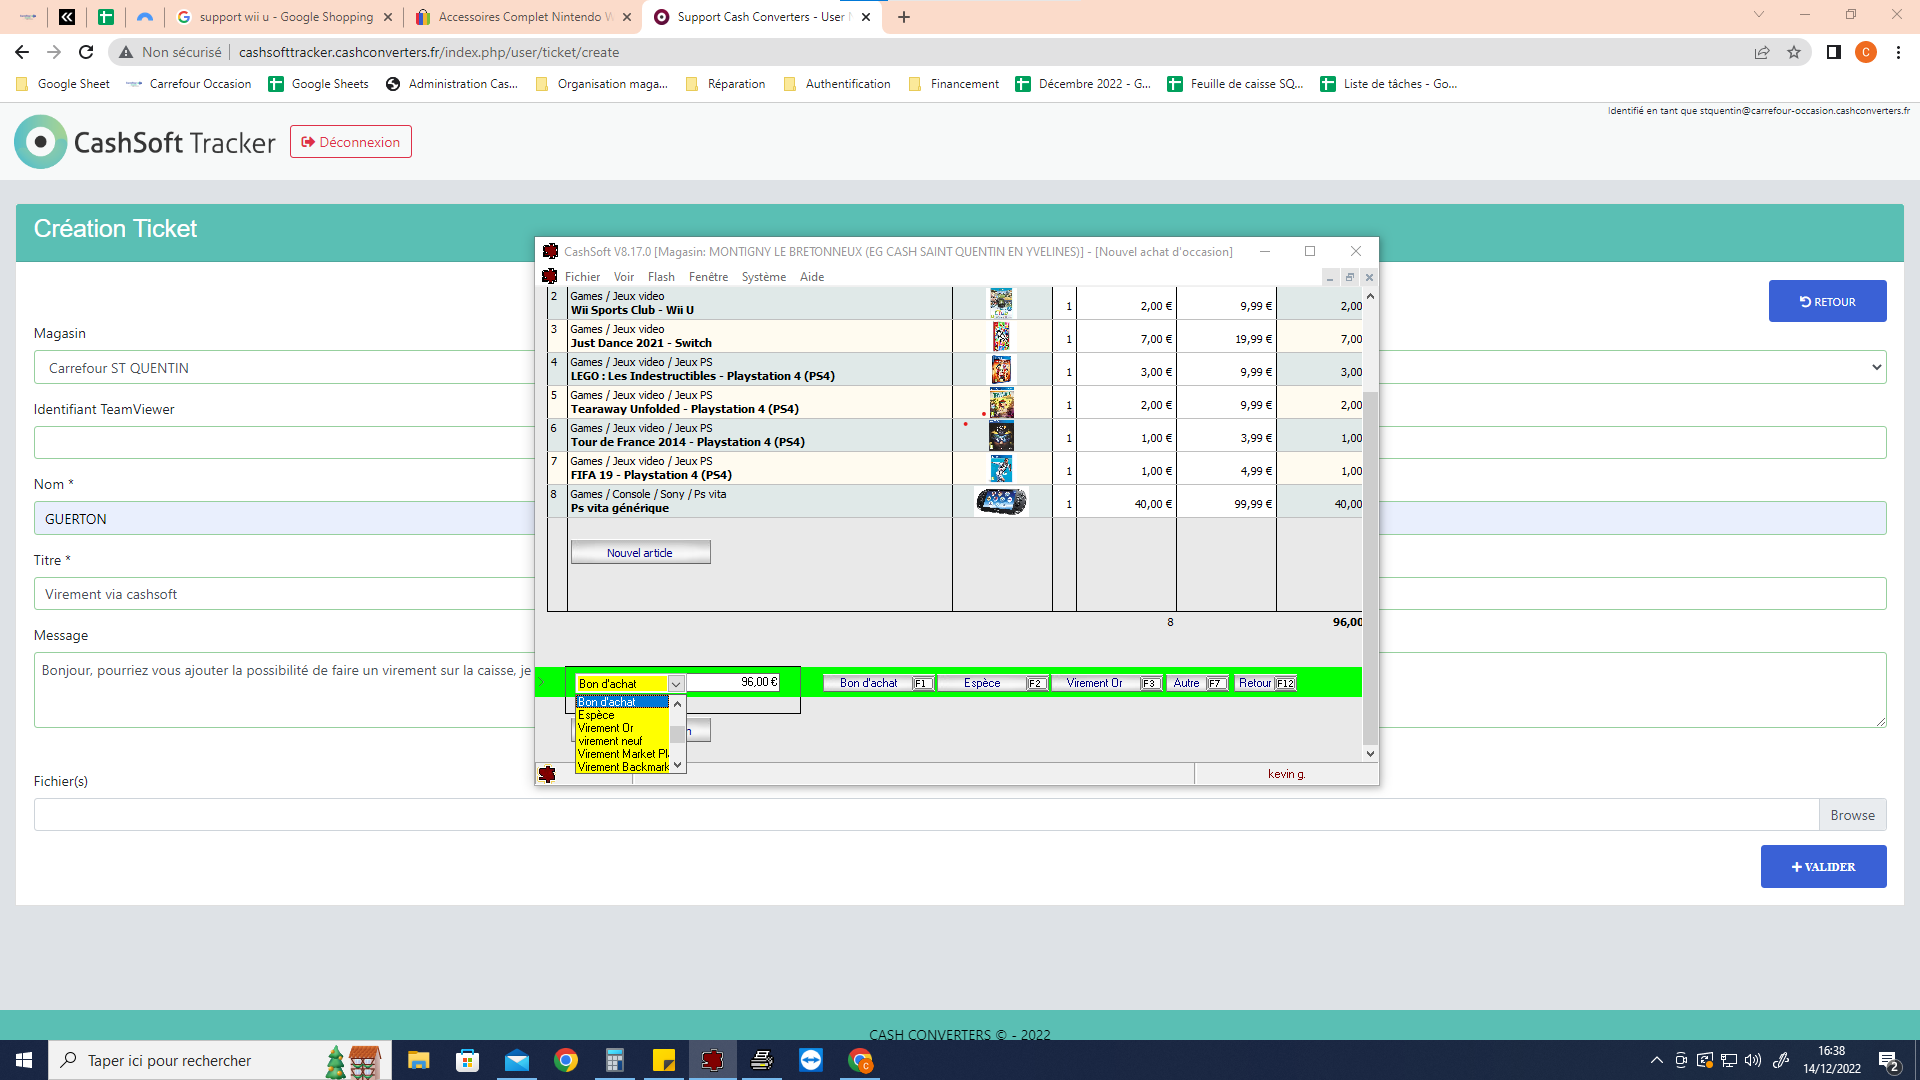 support wii u - Google Shopping
Accessoires Complet Nintendo W
Support Cash Converters - User
Non sécurisé
cashsofttracker.cashconverters.fr/index.php/user/ticket/create
C
Google Sheet
Carrefour Occasion
Google Sheets
Administration Cas...
Organisation maga...
Réparation
Authentification
Financement
Décembre 2022 - G...
Feuille de caisse SQ...
Liste de tâches - Go...
Identifié en tant que stquentin@carrefour-occasion.cashconverters.fr
CashSoft Tracker
Déconnexion
Création Ticket
RETOUR
Magasin
Carrefour ST QUENTIN
Identifiant TeamViewer
Nom *
GUERTON
Titre *
Virement via cashsoft
Message
Bonjour, pourriez vous ajouter la possibilité de faire un virement sur la caisse, je
Fichier(s)
Browse
VALIDER
CashSoft V8.17.0 [Magasin: MONTIGNY LE BRETONNEUX (EG CASH SAINT QUENTIN EN YVELINES)] - [Nouvel achat d'occasion]
Fichier Voir Flash Fenêtre Système Aide
2 Games / Jeux video
Wii Sports Club - Wii U 1 2,00 € 9,99 € 2,00
3 Games / Jeux video
Just Dance 2021 - Switch 1 7,00 € 19,99 € 7,00
4 Games / Jeux video / Jeux PS
LEGO : Les Indestructibles - Playstation 4 (PS4) 1 3,00 € 9,99 € 3,00
5 Games / Jeux video / Jeux PS
Tearaway Unfolded - Playstation 4 (PS4) 1 2,00 € 9,99 € 2,00
6 Games / Jeux video / Jeux PS
Tour de France 2014 - Playstation 4 (PS4) 1 1,00 € 3,99 € 1,00
7 Games / Jeux video / Jeux PS
FIFA 19 - Playstation 4 (PS4) 1 1,00 € 4,99 € 1,00
8 Games / Console / Sony / Ps vita
Ps vita générique 1 40,00 € 99,99 € 40,00
Nouvel article
8 96,00
Bon d'achat 96,00 €
Bon d'achat F1 Espèce F2 Virement Or F3 Autre F7 Retour F12
Bon d'achat
Espèce
Virement Or
virement neuf
Virement Market Pl
Virement Backmark
kevin g.
CASH CONVERTERS © - 2022
Taper ici pour rechercher
16:38
14/12/2022
2